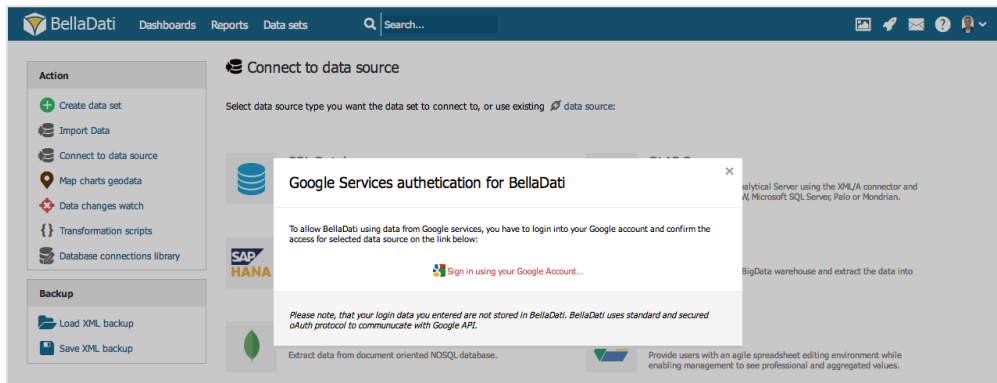 BellaDati Dashboards Reports Data sets Search...
Connect to data source
Action
Create data set
Import Data
Connect to data source
Map charts geodata
Data changes watch
Transformation scripts
Database connections library
Backup
Load XML backup
Save XML backup
Select data source type you want the data set to connect to, or use existing data source:
alytical Server using the XML/A connector and
W, Microsoft SQL Server, Palo or Mondrian.
SAP
HANA
BigData warehouse and extract the data into
Google Services authetication for BellaDati
To allow BellaDati using data from Google services, you have to login into your Google account and confirm the
access for selected data source on the link below:
Sign in using your Google Account...
Please note, that your login data you entered are not stored in BellaDati. BellaDati uses standard and secured
oAuth protocol to communucate with Google API.
Extract data from document oriented NOSQL database.
Provide users with an agile spreadsheet editing environment while
enabling management to see professional and aggregated values.